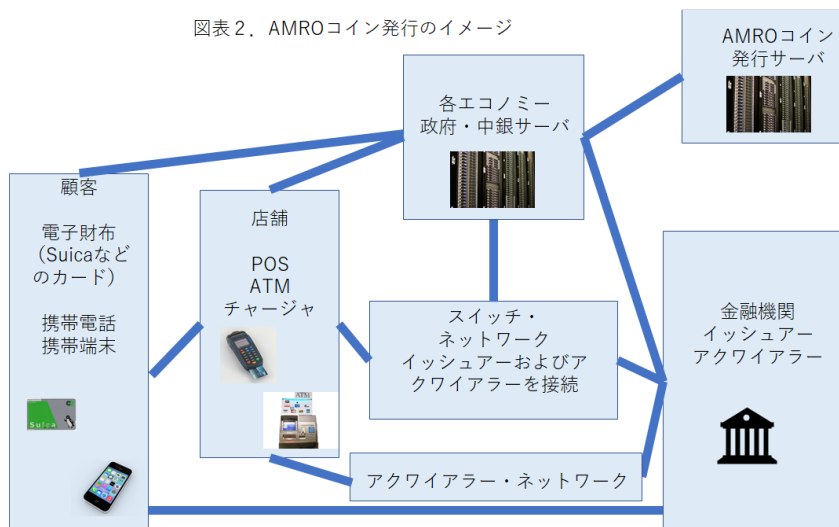 図表２．AMROコイン発行のイメージ
AMROコイン
発行サーバ
各エコノミー
政府・中銀サーバ
顧客
電子財布
（Suicaなど
のカード）
携帯電話
携帯端末
店舗
POS
ATM
チャージャ
スイッチ・
ネットワーク
イッシュアーおよびア
クワイアラーを接続
金融機関
イッシュアー
アクワイアラー
アクワイアラー・ネットワーク
Suica
ATM